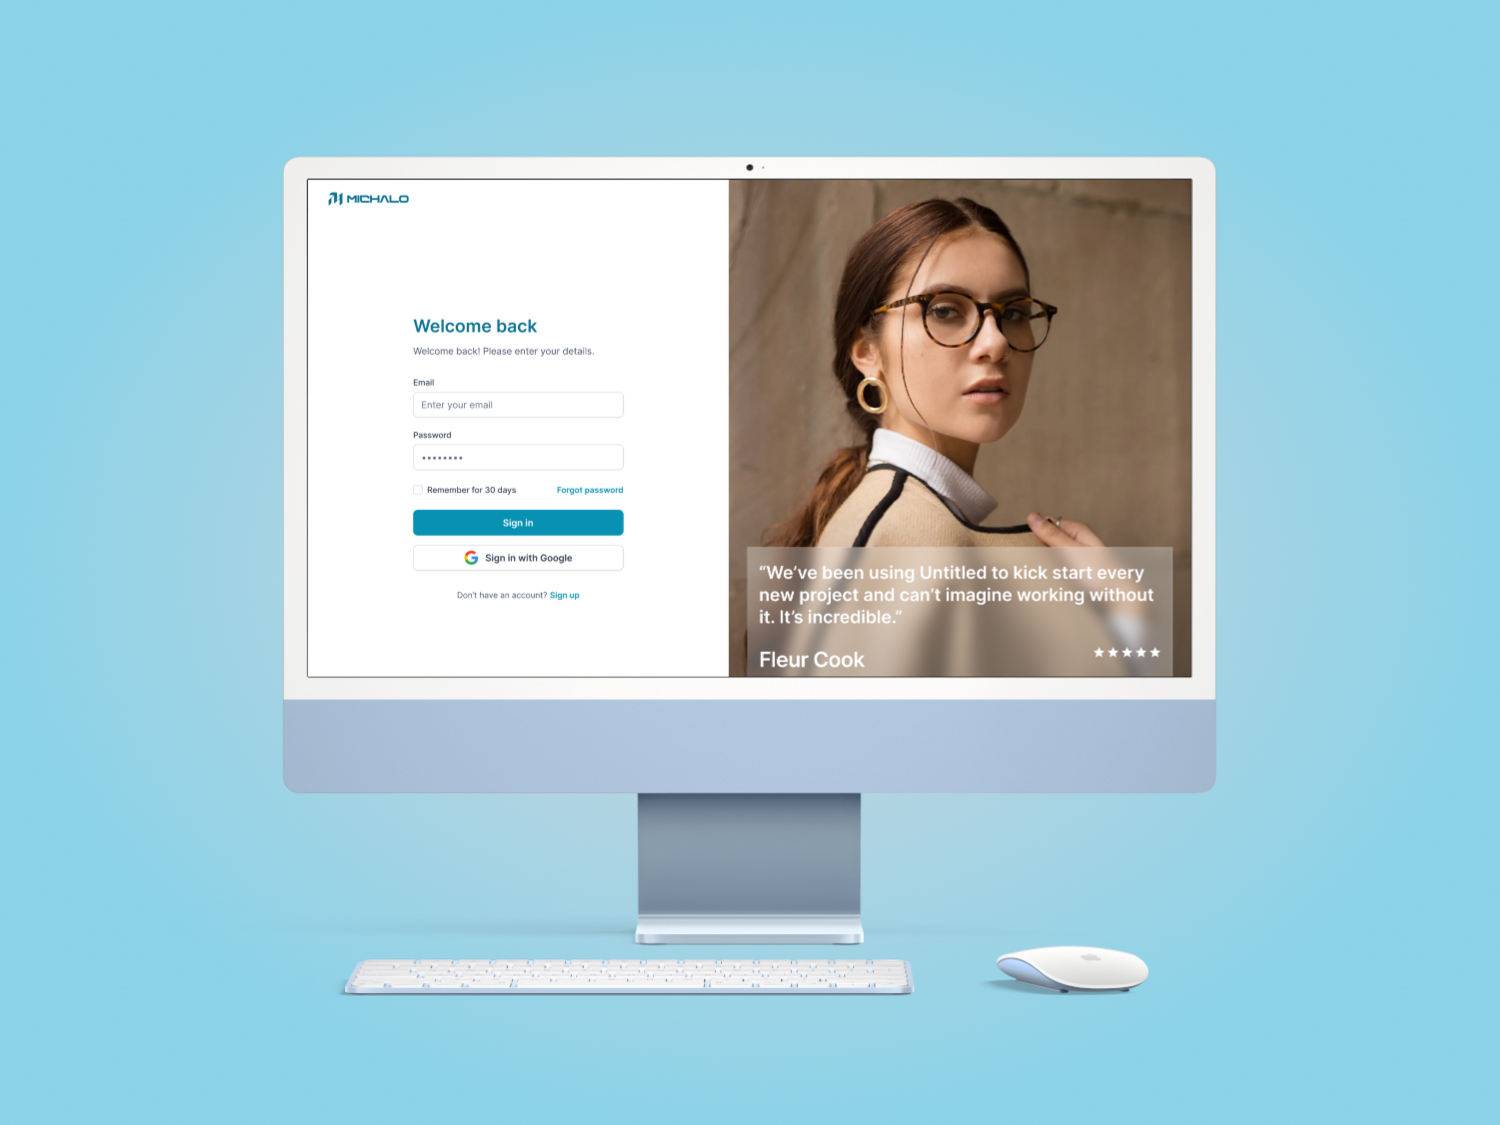 MICHALO
Welcome back
Welcome back! Please enter your details.
Email
Enter your email
Password
Remember for 30 days
Forgot password
Sign in
Sign in with Google
Don't have an account? Sign up
“We’ve been using Untitled to kick start every
new project and can’t imagine working without
it. It’s incredible.”
Fleur Cook
★★★★★